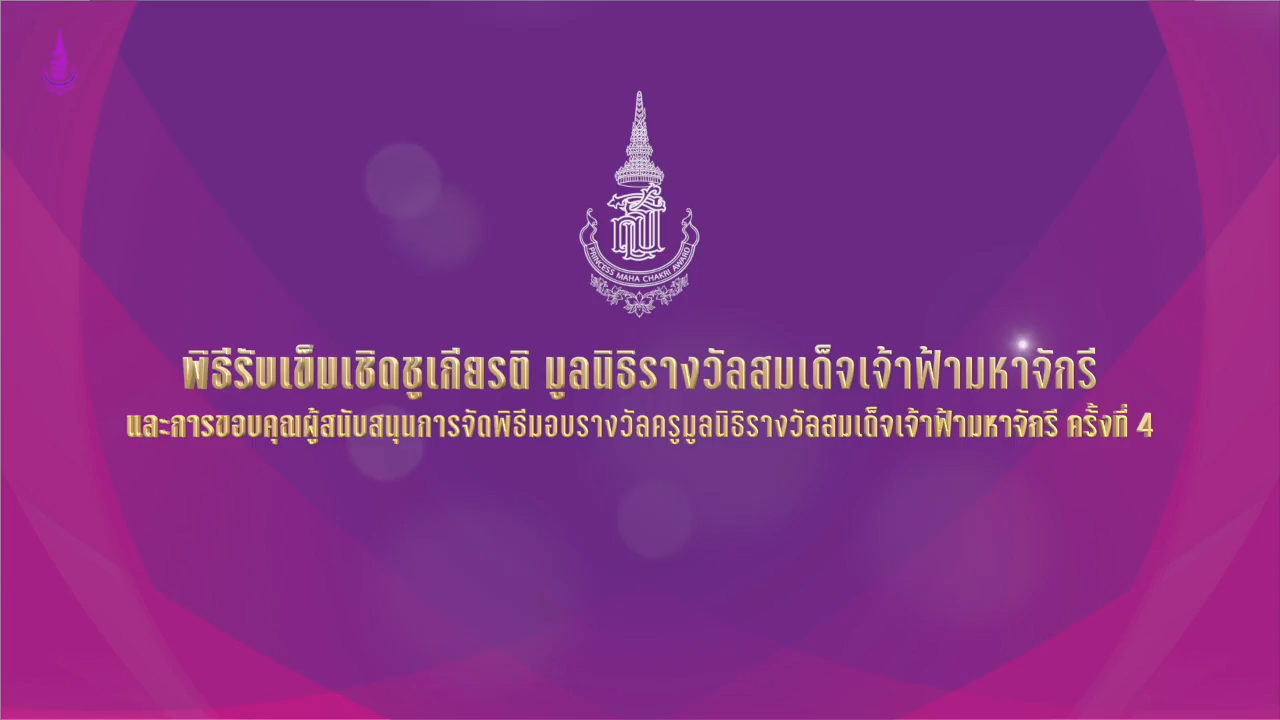 PRINCESS MAHA CHAKRI AWARD
พิธีรับเข็มเชิดชูเกียรติ มูลนิธิรางวัลสมเด็จเจ้าฟ้ามหาจักรี
และการขอบคุณผู้สนับสนุนการจัดพิธีมอบรางวัลครูมูลนิธิรางวัลสมเด็จเจ้าฟ้ามหาจักรี ครั้งที่ 4